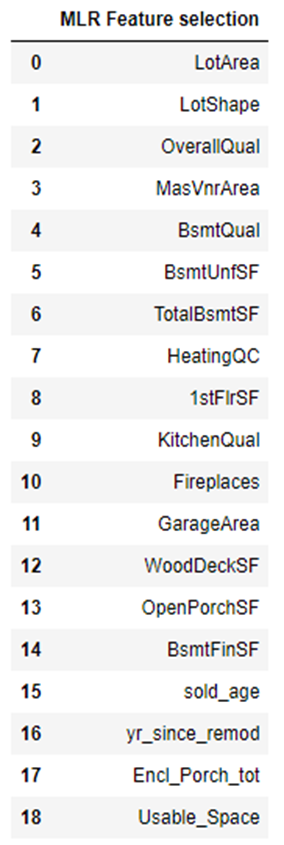 MLR Feature selection
0 LotArea
1 LotShape
2 OverallQual
3 MasVnrArea
4 BsmtQual
5 BsmtUnfSF
6 TotalBsmtSF
7 HeatingQC
8 1stFlrSF
9 KitchenQual
10 Fireplaces
11 GarageArea
12 WoodDeckSF
13 OpenPorchSF
14 BsmtFinSF
15 sold_age
16 yr_since_remod
17 Encl_Porch_tot
18 Usable_Space